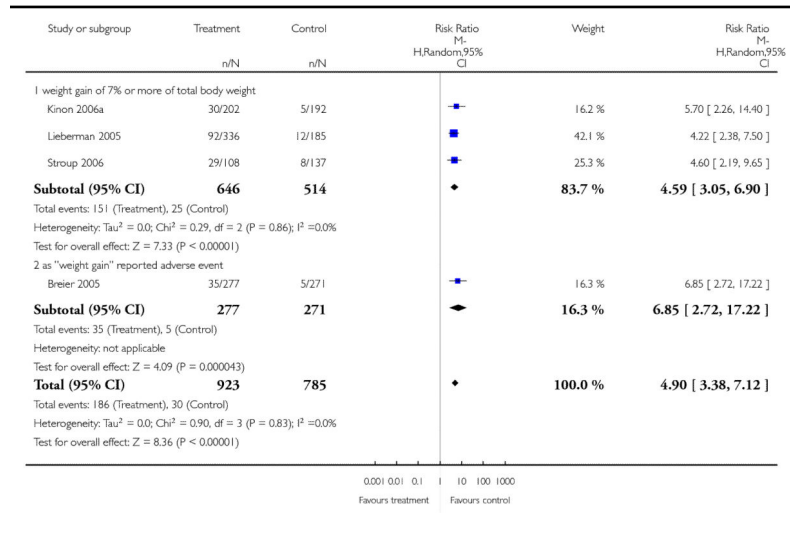 Study or subgroup Treatment Control Risk Ratio Weight Risk Ratio
M- M-
H,Random,95% H,Random,95%
n/N n/N CI CI
1 weight gain of 7% or more of total body weight
Kinon 2006a 30/202 5/192 16.2 % 5.70 [ 2.26, 14.40 ]
Lieberman 2005 92/336 12/185 42.1 % 4.22 [ 2.38, 7.50 ]
Stroup 2006 29/108 8/137 25.3 % 4.60 [ 2.19, 9.65 ]
Subtotal (95% CI) 646 514 83.7 % 4.59 [ 3.05, 6.90 ]
Total events: 151 (Treatment), 25 (Control)
Heterogeneity: Tau² = 0.0; Chi² = 0.29, df = 2 (P = 0.86); I² =0.0%
Test for overall effect: Z = 7.33 (P < 0.00001)
2 as "weight gain" reported adverse event
Breier 2005 35/277 5/271 16.3 % 6.85 [ 2.72, 17.22 ]
Subtotal (95% CI) 277 271 16.3 % 6.85 [ 2.72, 17.22 ]
Total events: 35 (Treatment), 5 (Control)
Heterogeneity: not applicable
Test for overall effect: Z = 4.09 (P = 0.000043)
Total (95% CI) 923 785 100.0 % 4.90 [ 3.38, 7.12 ]
Total events: 186 (Treatment), 30 (Control)
Heterogeneity: Tau² = 0.0; Chi² = 0.90, df = 3 (P = 0.83); I² =0.0%
Test for overall effect: Z = 8.36 (P < 0.00001)
0.001 0.01 0.1 1 10 100 1000
Favours treatment Favours control